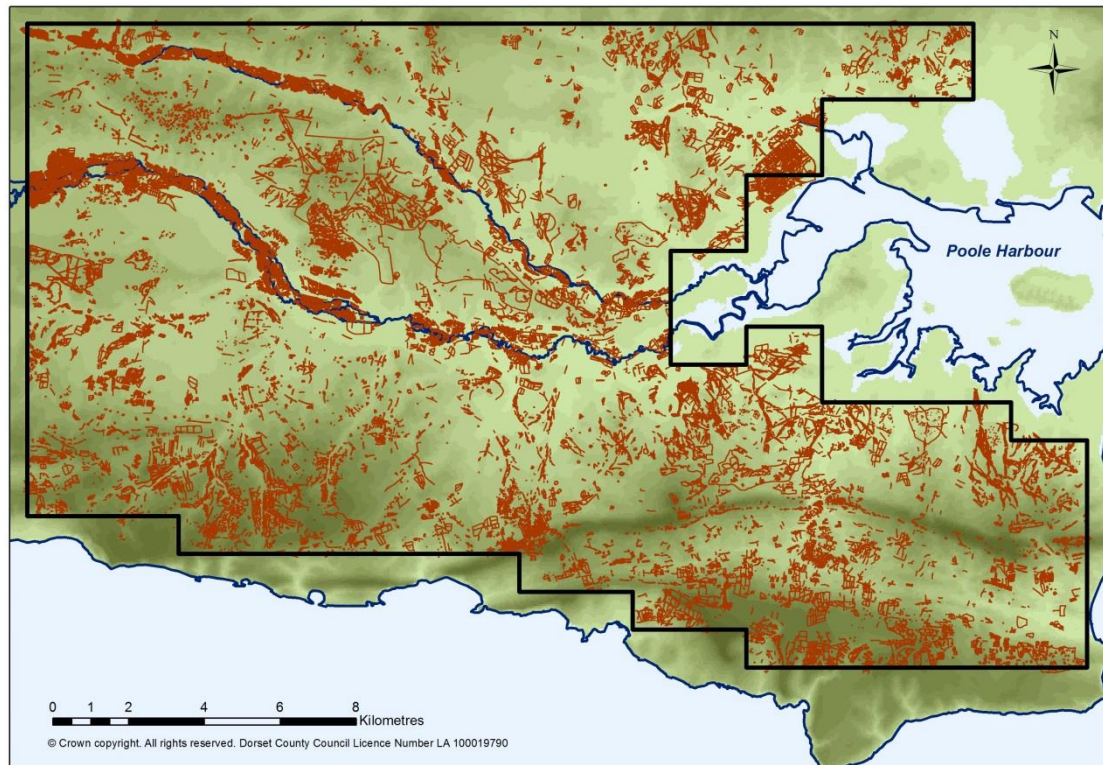 N
Poole Harbour
0 1 2 4 6 8
Kilometres
© Crown copyright. All rights reserved. Dorset County Council Licence Number LA 100019790